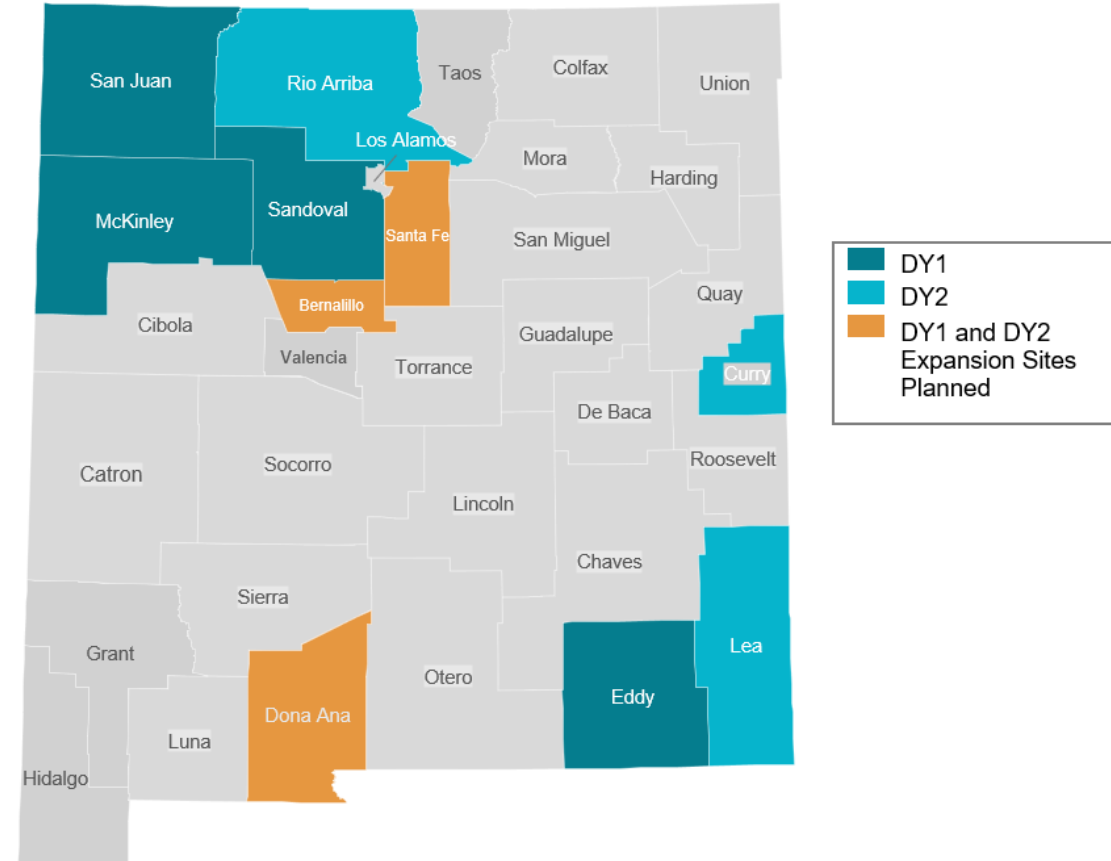 San Juan
Rio Arriba
Taos
Colfax
Union
Los Alamos
Mora
Harding
McKinley
Sandoval
Santa Fe
San Miguel
Bernalillo
Quay
Cibola
Guadalupe
Valencia
Torrance
Curry
De Baca
Catron
Socorro
Roosevelt
Lincoln
Chaves
Sierra
Grant
Otero
Lea
Eddy
Dona Ana
Luna
Hidalgo
DY1
DY2
DY1 and DY2
Expansion Sites
Planned